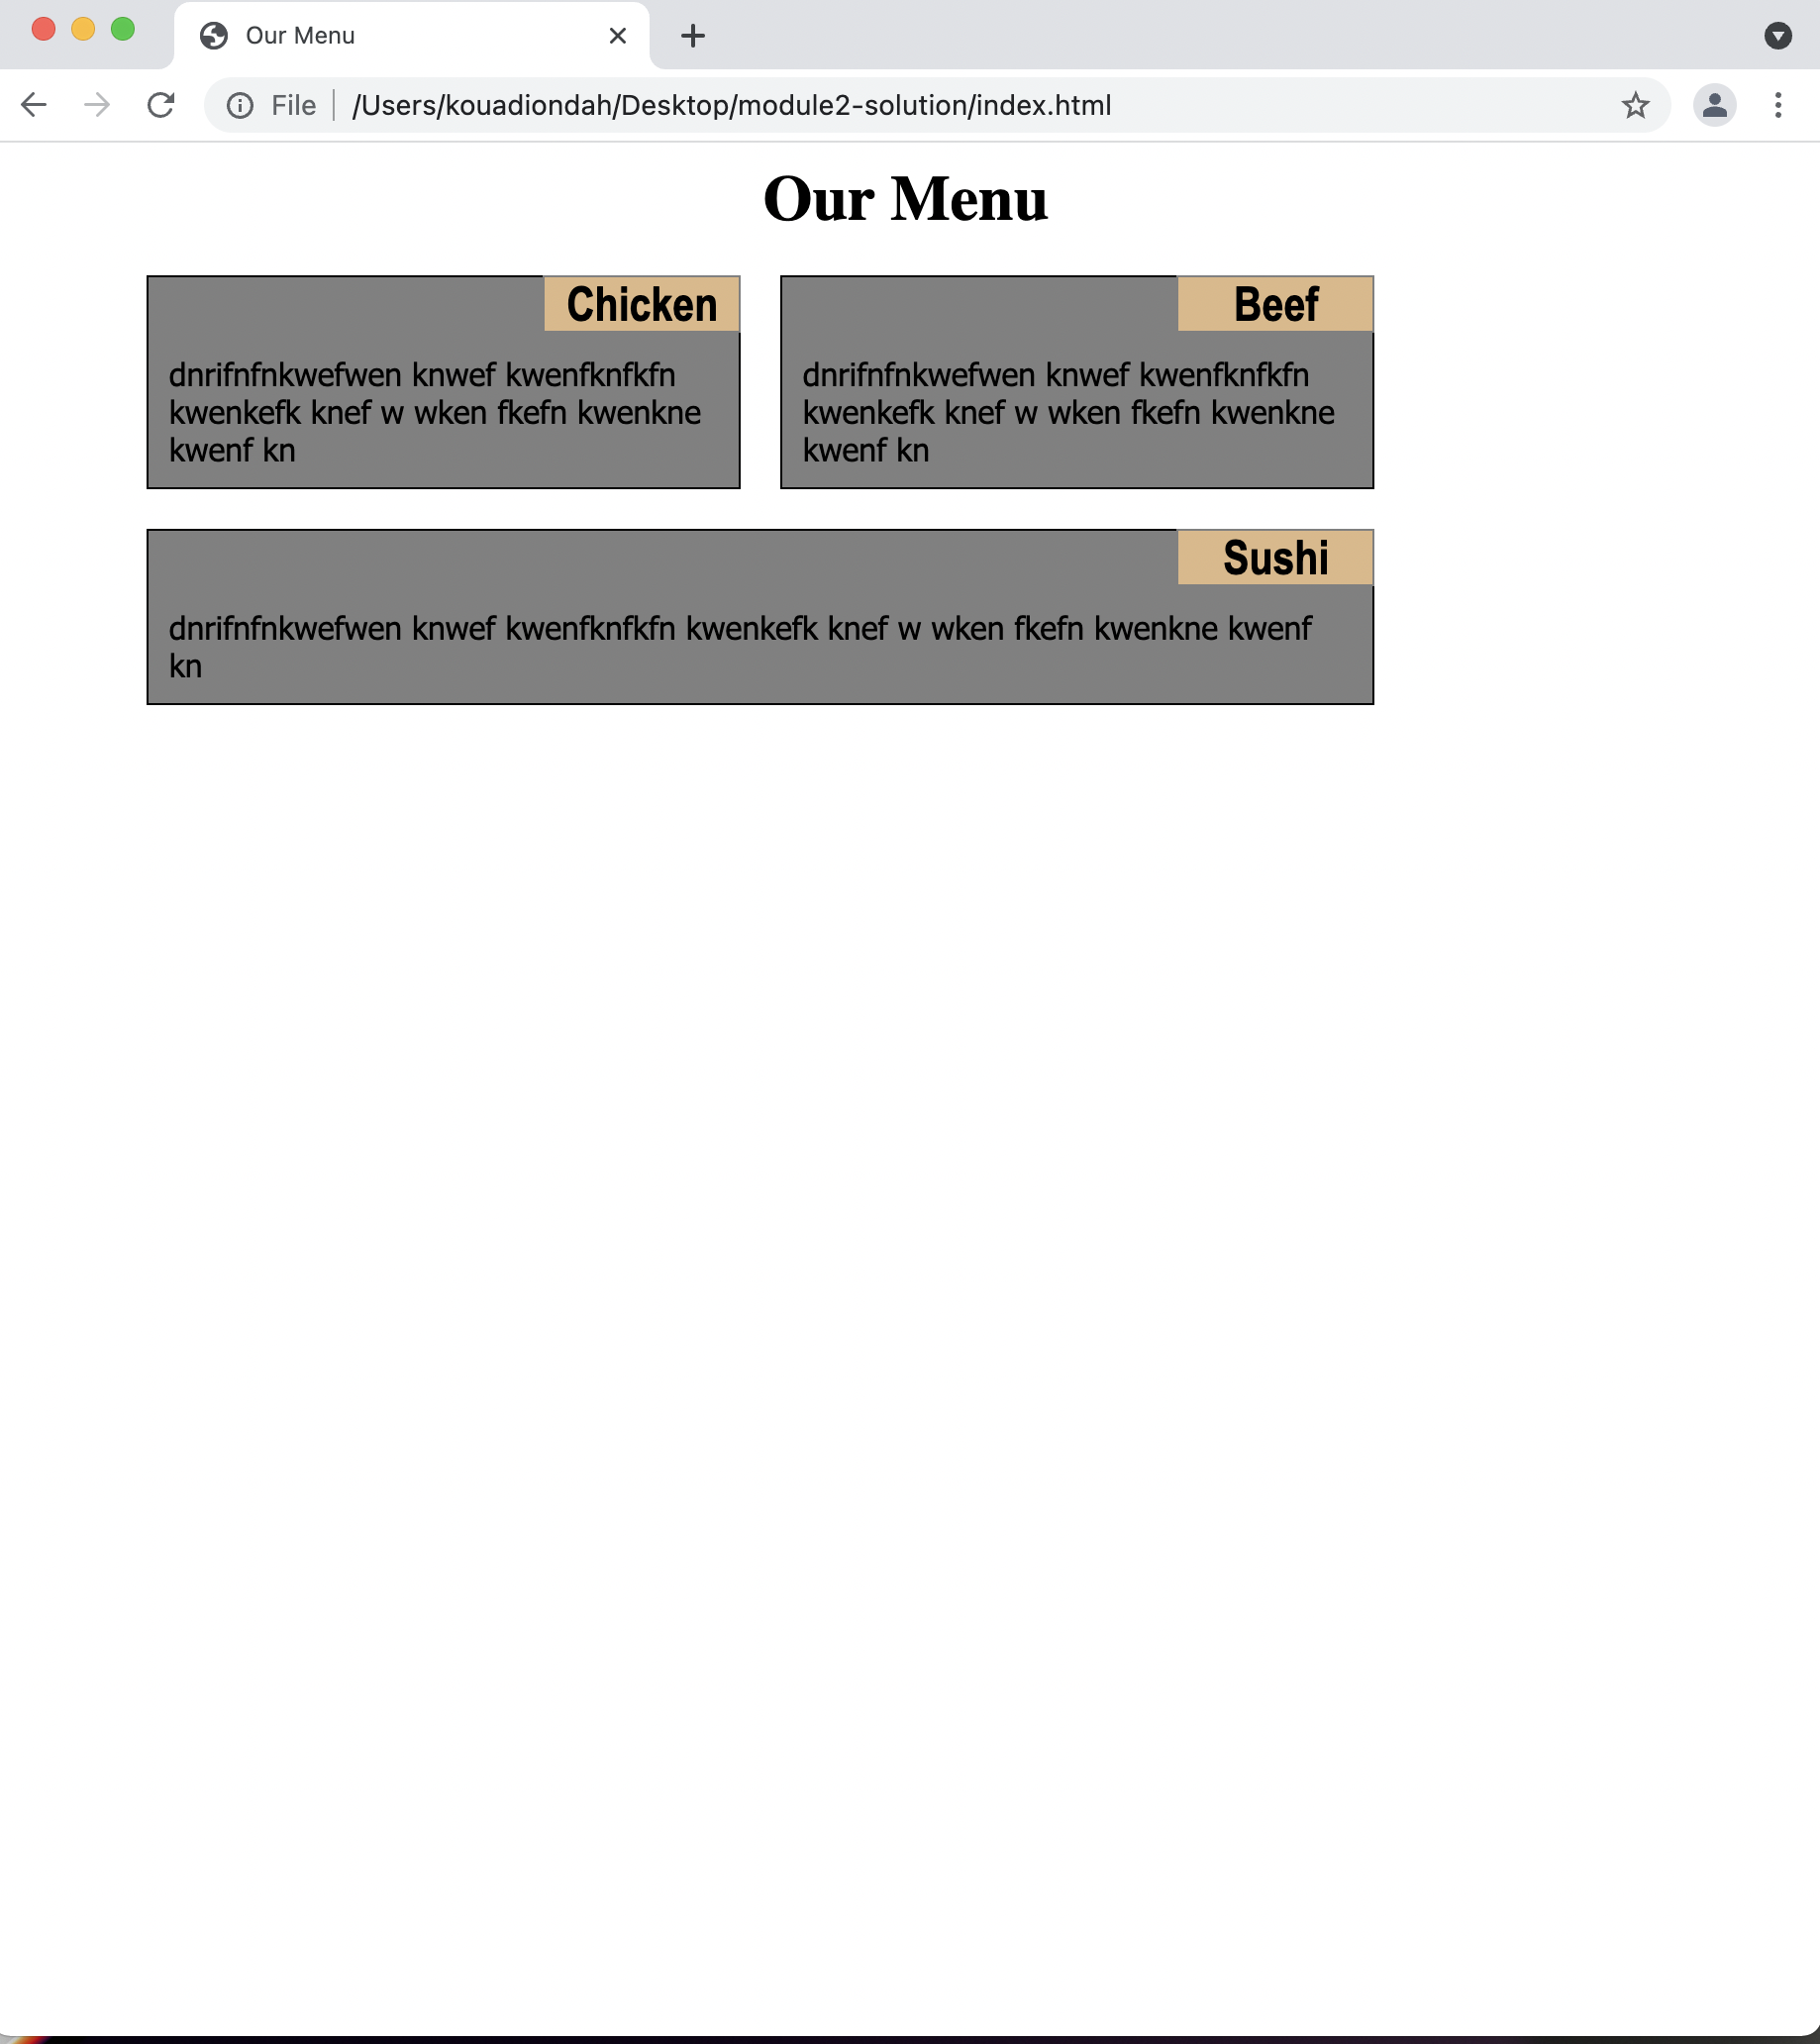 Our Menu
File /Users/kouadiondah/Desktop/module2-solution/index.html
Our Menu
Chicken
dnrifnfnkwefwen knwef kwenfknfkfn
kwenkefk knef w wken fkefn kwenkne
kwenf kn
Beef
dnrifnfnkwefwen knwef kwenfknfkfn
kwenkefk knef w wken fkefn kwenkne
kwenf kn
Sushi
dnrifnfnkwefwen knwef kwenfknfkfn kwenkefk knef w wken fkefn kwenkne kwenf
kn